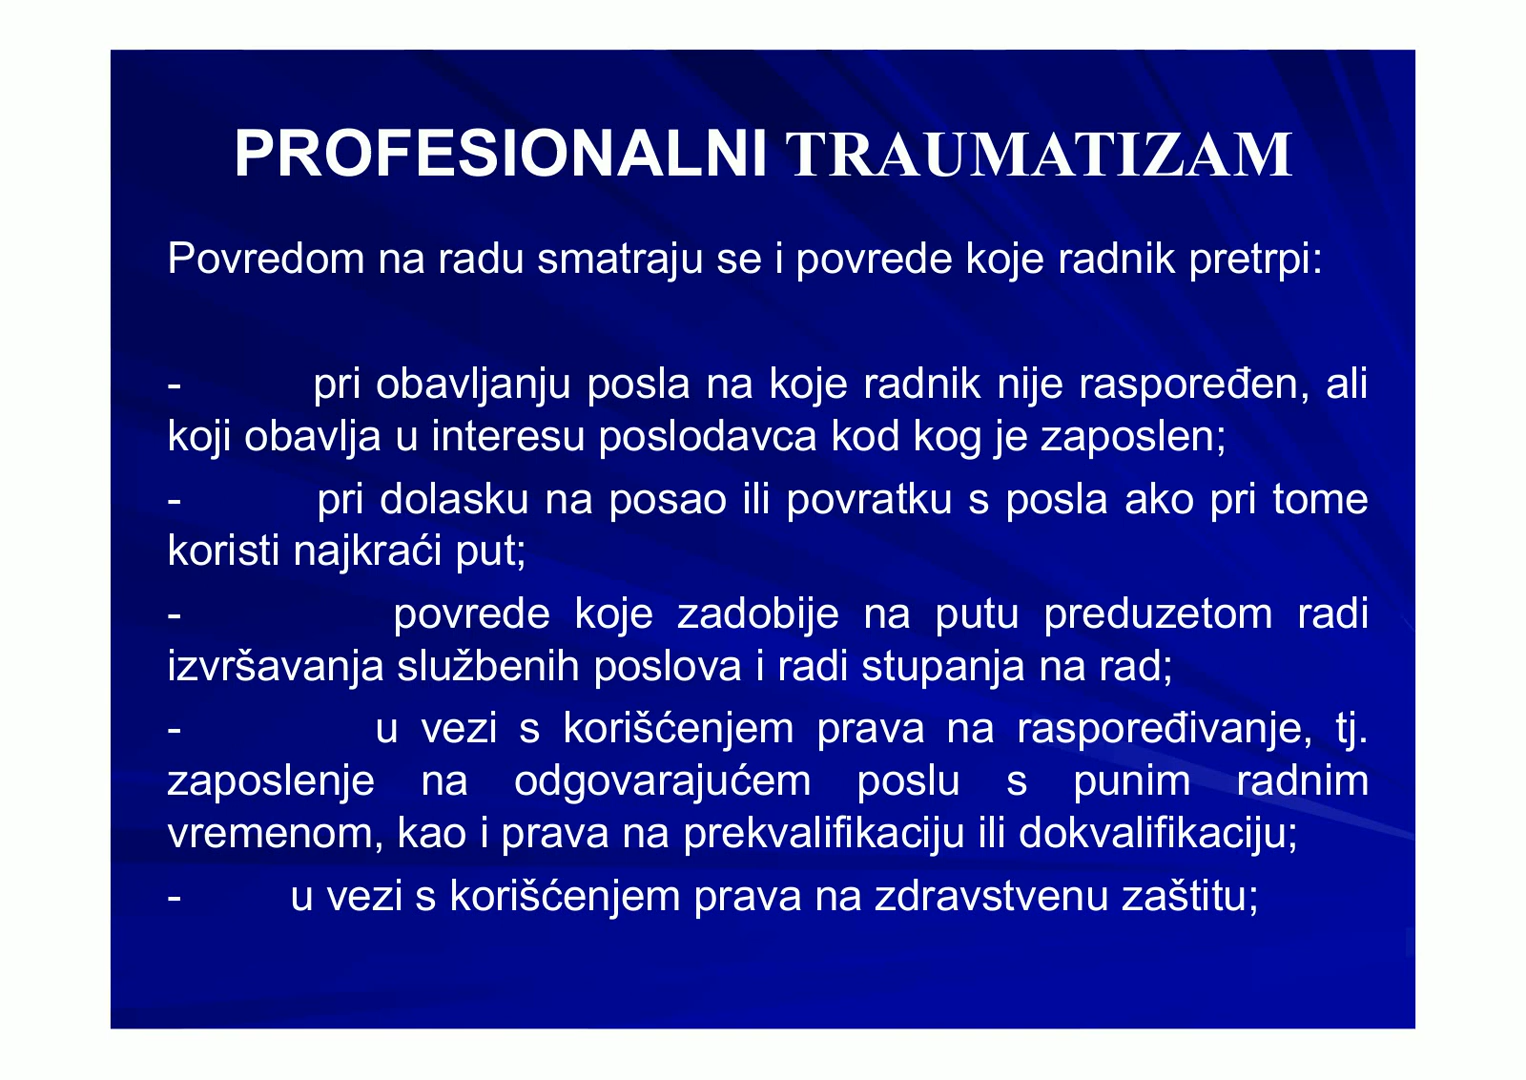 PROFESIONALNI TRAUMATIZAM
Povredom na radu smatraju se i povrede koje radnik pretrpi:
- pri obavljanju posla na koje radnik nije raspoređen, ali
koji obavlja u interesu poslodavca kod kog je zaposlen;
- pri dolasku na posao ili povratku s posla ako pri tome
koristi najkraći put;
- povrede koje zadobije na putu preduzetom radi
izvršavanja službenih poslova i radi stupanja na rad;
- u vezi s korišćenjem prava na raspoređivanje, tj.
zaposlenje na odgovarajućem poslu s punim radnim
vremenom, kao i prava na prekvalifikaciju ili dokvalifikaciju;
- u vezi s korišćenjem prava na zdravstvenu zaštitu;